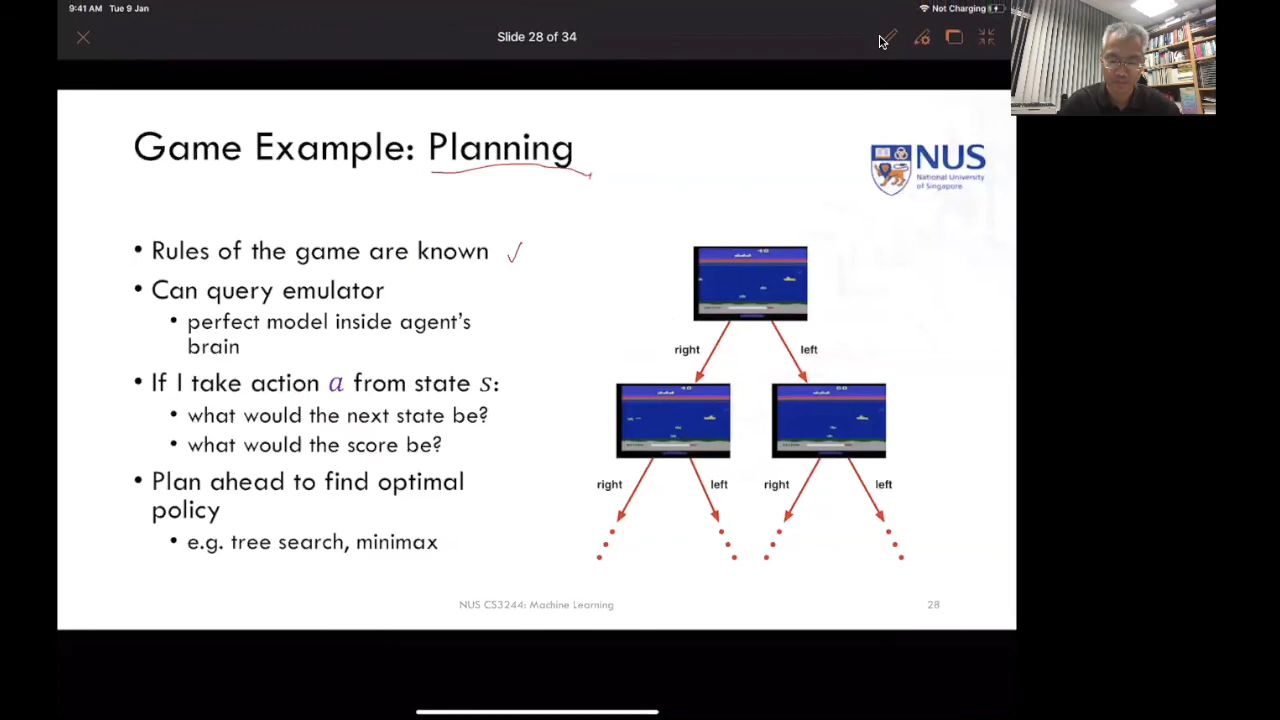 9:41 AM Tue 9 Jan
Not Charging
Slide 28 of 34
Game Example: Planning
NUS
National University
of Singapore
• Rules of the game are known ✓
• Can query emulator
• perfect model inside agent's
brain
• If I take action a from state s:
• what would the next state be?
• what would the score be?
• Plan ahead to find optimal
policy
• e.g. tree search, minimax
right
left
right
left
right
left
NUS CS3244: Machine Learning
28